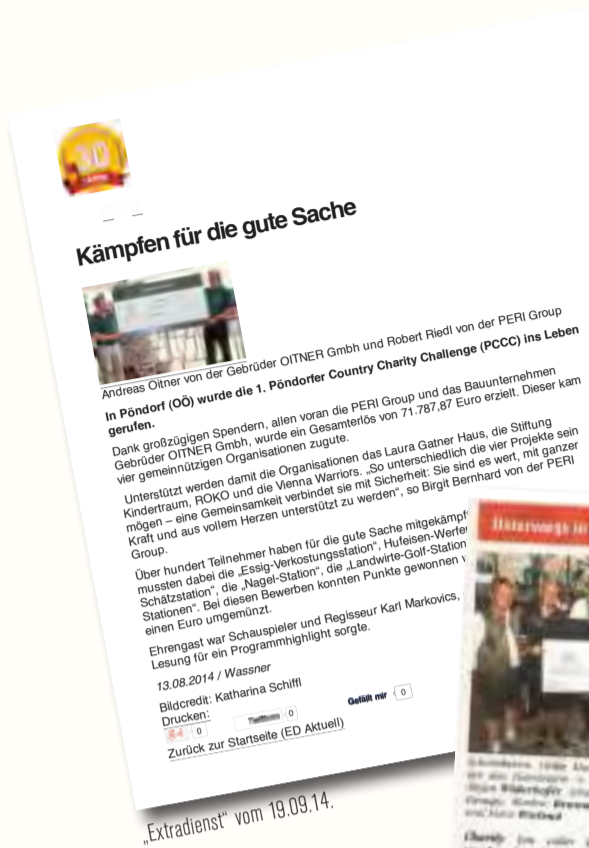 30
Kämpfen für die gute Sache
Andreas Oitner von der Gebrüder OITNER Gmbh und Robert Riedl von der PERI Group
In Pöndorf (OÖ) wurde die 1. Pöndorfer Country Charity Challenge (PCCC) ins Leben
gerufen.
Dank großzügigen Spendern, allen voran die PERI Group und das Bauunternehmen
Gebrüder OITNER Gmbh, wurde ein Gesamterlös von 71.787,87 Euro erzielt. Dieser kam
vier gemeinnützigen Organisationen zugute.
Unterstützt werden damit die Organisationen das Laura Gatner Haus, die Stiftung
Kindertraum, ROKO und die Vienna Warriors. „So unterschiedlich die vier Projekte sein
mögen – eine Gemeinsamkeit verbindet sie mit Sicherheit: Sie sind es wert, mit ganzer
Kraft und aus vollem Herzen unterstützt zu werden“, so Birgit Bernhard von der PERI
Group.
Über hundert Teilnehmer haben für die gute Sache mitgekämpft
mussten dabei die „Essig-Verkostungsstation“, Hufeisen-Werfe
Schätzstation“, die „Nagel-Station“, die „Landwirte-Golf-Station
Stationen“. Bei diesen Bewerben konnten Punkte gewonnen
einen Euro umgemünzt.
Ehrengast war Schauspieler und Regisseur Karl Markovics,
Lesung für ein Programmhighlight sorgte.
13.08.2014 / Wassner
Bildcredit: Katharina Schiffl
Drucken:
0 0 Gefällt mir 0
Zurück zur Startseite (ED Aktuell)
„Extradienst“ vom 19.09.14.
Unterwegs in